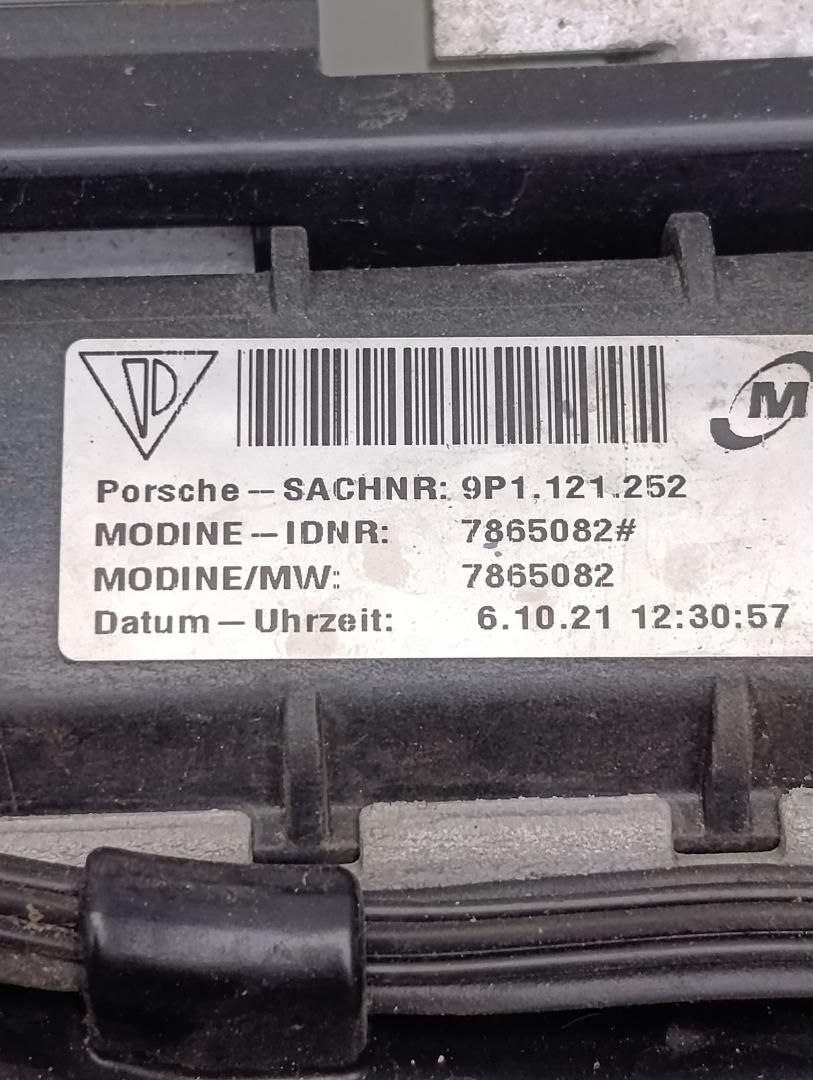 M
Porsche – SACHNR: 9P1.121.252
MODINE – IDNR: 7865082#
MODINE/MW: 7865082
Datum – Uhrzeit: 6.10.21 12:30:57